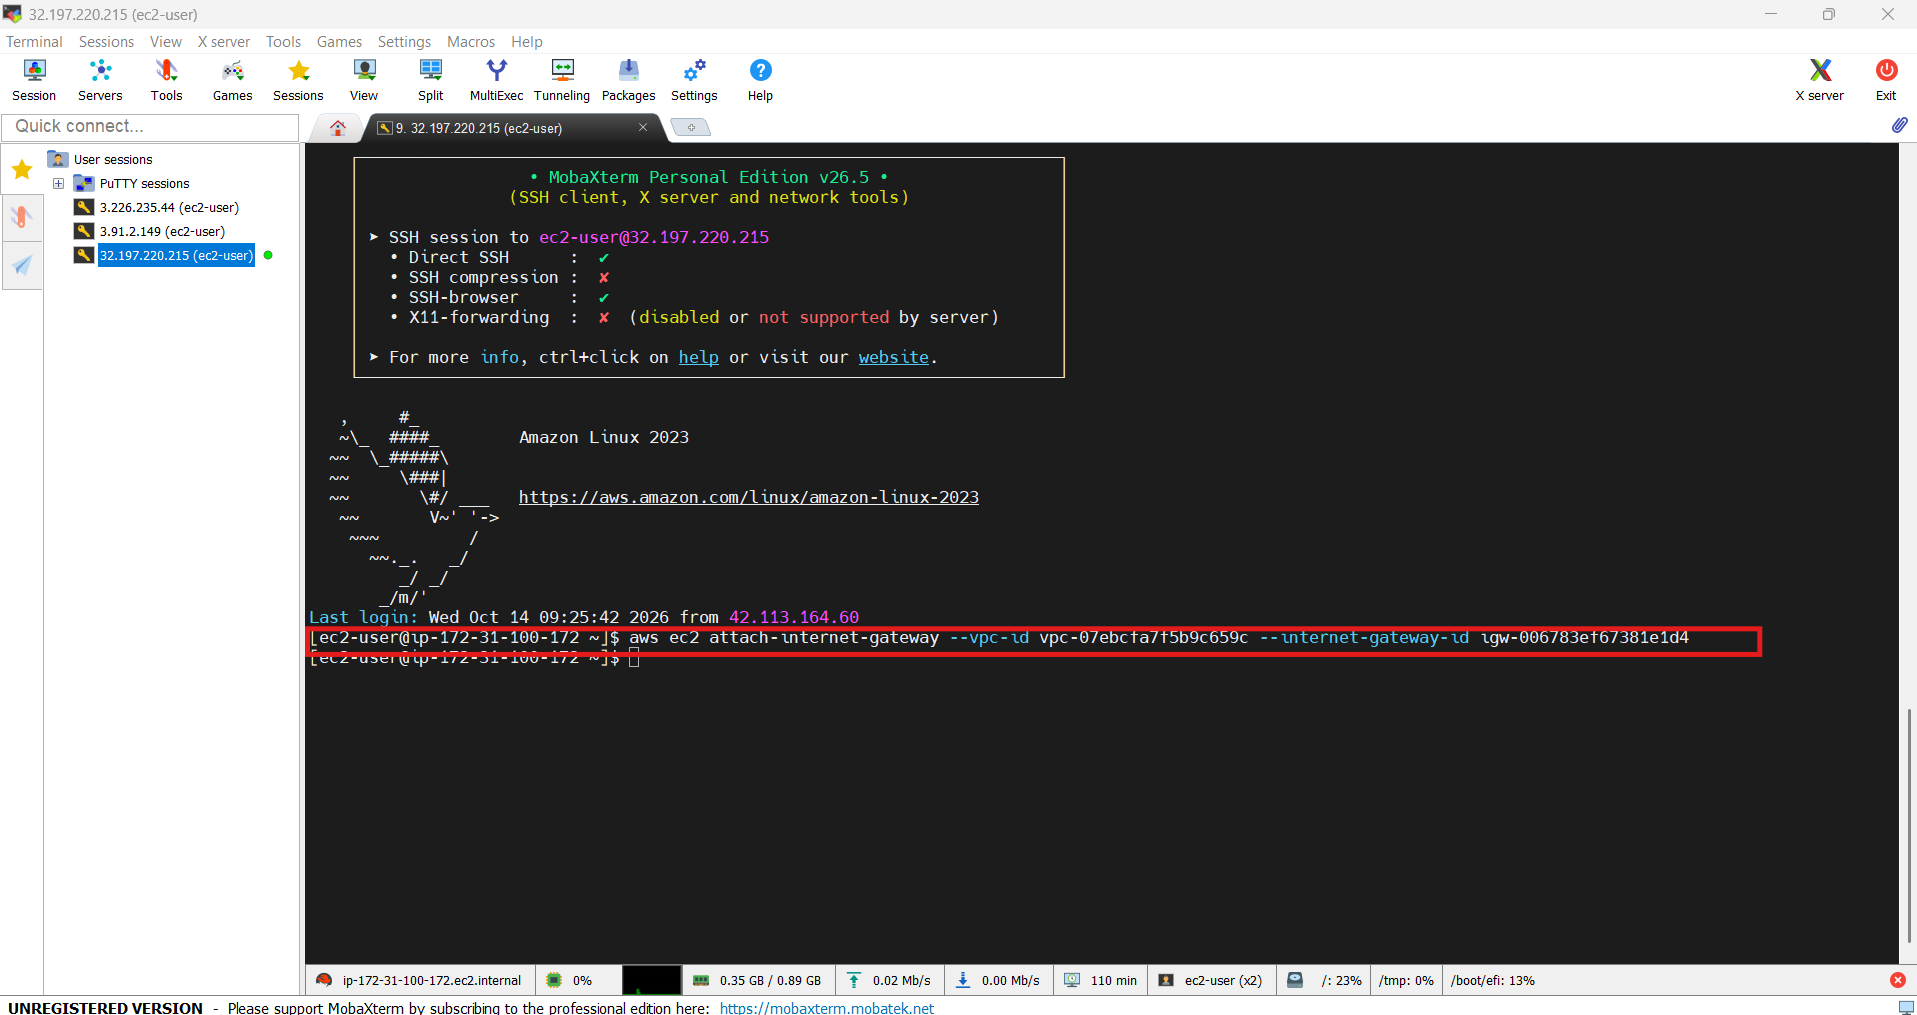 32.197.220.215 (ec2-user)
Terminal Sessions View X server Tools Games Settings Macros Help
Session Servers Tools Games Sessions View Split MultiExec Tunneling Packages Settings Help X server Exit
Quick connect...
9. 32.197.220.215 (ec2-user)
User sessions
PuTTY sessions
3.226.235.44 (ec2-user)
3.91.2.149 (ec2-user)
32.197.220.215 (ec2-user)
• MobaXterm Personal Edition v26.5 •
(SSH client, X server and network tools)
➤ SSH session to ec2-user@32.197.220.215
• Direct SSH : ✔
• SSH compression : ✘
• SSH-browser : ✔
• X11-forwarding : ✘ (disabled or not supported by server)
➤ For more info, ctrl+click on help or visit our website.
   ,     #_
   ~\_  ####_        Amazon Linux 2023
  ~~  \_#####\
  ~~     \###|
  ~~       \#/ ___   https://aws.amazon.com/linux/amazon-linux-2023
   ~~       V~' '->
    ~~~         /
      ~~._.   _/
         _/ _/
       _/m/'
Last login: Wed Oct 14 09:25:42 2026 from 42.113.164.60
[ec2-user@ip-172-31-100-172 ~]$ aws ec2 attach-internet-gateway --vpc-id vpc-07ebcfa7f5b9c659c --internet-gateway-id igw-006783ef67381e1d4
[ec2-user@ip-172-31-100-172 ~]$
ip-172-31-100-172.ec2.internal 0% 0.35 GB / 0.89 GB 0.02 Mb/s 0.00 Mb/s 110 min ec2-user (x2) /: 23% /tmp: 0% /boot/efi: 13%
UNREGISTERED VERSION - Please support MobaXterm by subscribing to the professional edition here: https://mobaxterm.mobatek.net